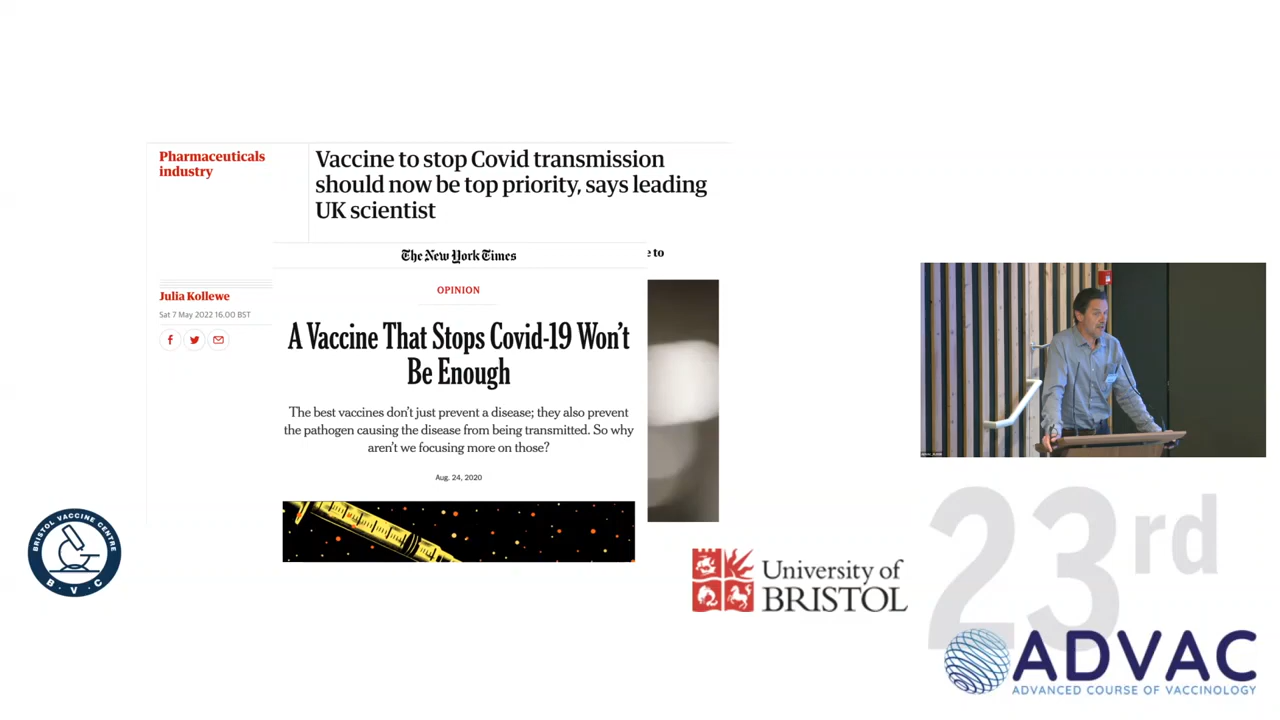 Pharmaceuticals
industry
Vaccine to stop Covid transmission
should now be top priority, says leading
UK scientist
e to
Julia Kollewe
Sat 7 May 2022 16.00 BST
The New York Times
OPINION
A Vaccine That Stops Covid-19 Won't
Be Enough
The best vaccines don't just prevent a disease; they also prevent
the pathogen causing the disease from being transmitted. So why
aren't we focusing more on those?
Aug. 24, 2020
BRISTOL VACCINE CENTRE
B · V · C
University of
BRISTOL
23rd
ADVAC
ADVANCED COURSE OF VACCINOLOGY